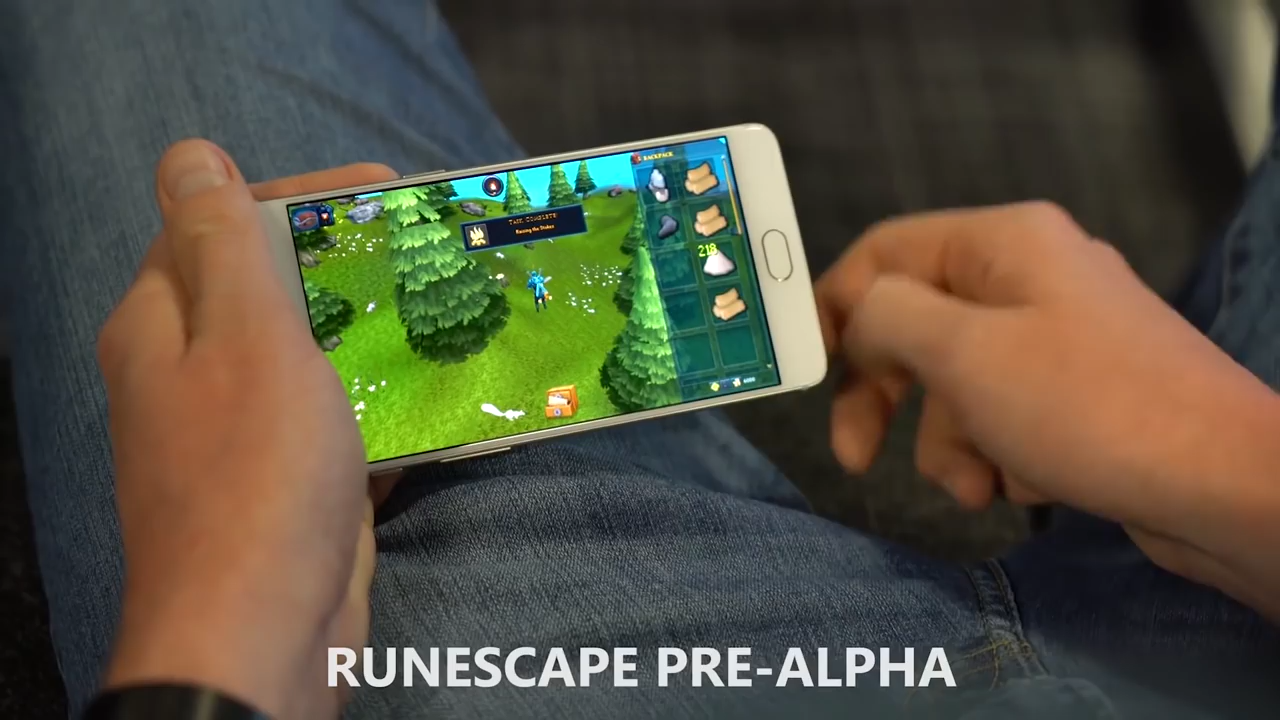 BACKPACK
TASK COMPLETE!
Raising the Stakes
218
RUNESCAPE PRE-ALPHA